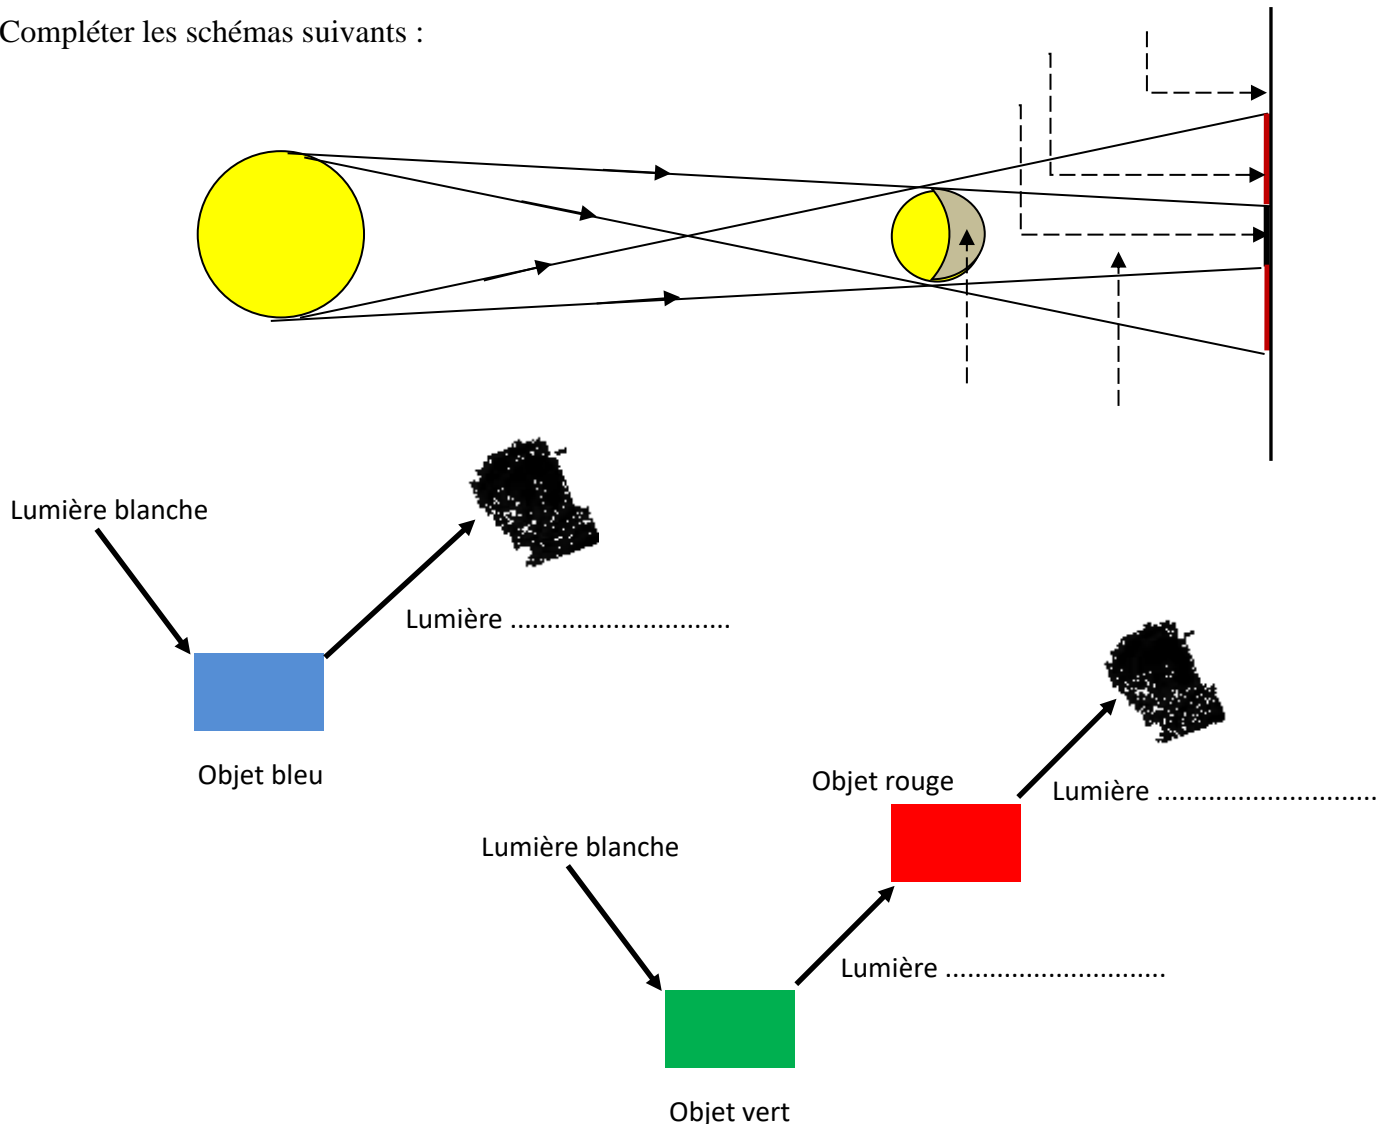 Compléter les schémas suivants :
Lumière blanche
Lumière ..............................
Objet bleu
Objet rouge
Lumière ..............................
Lumière blanche
Lumière ..............................
Objet vert